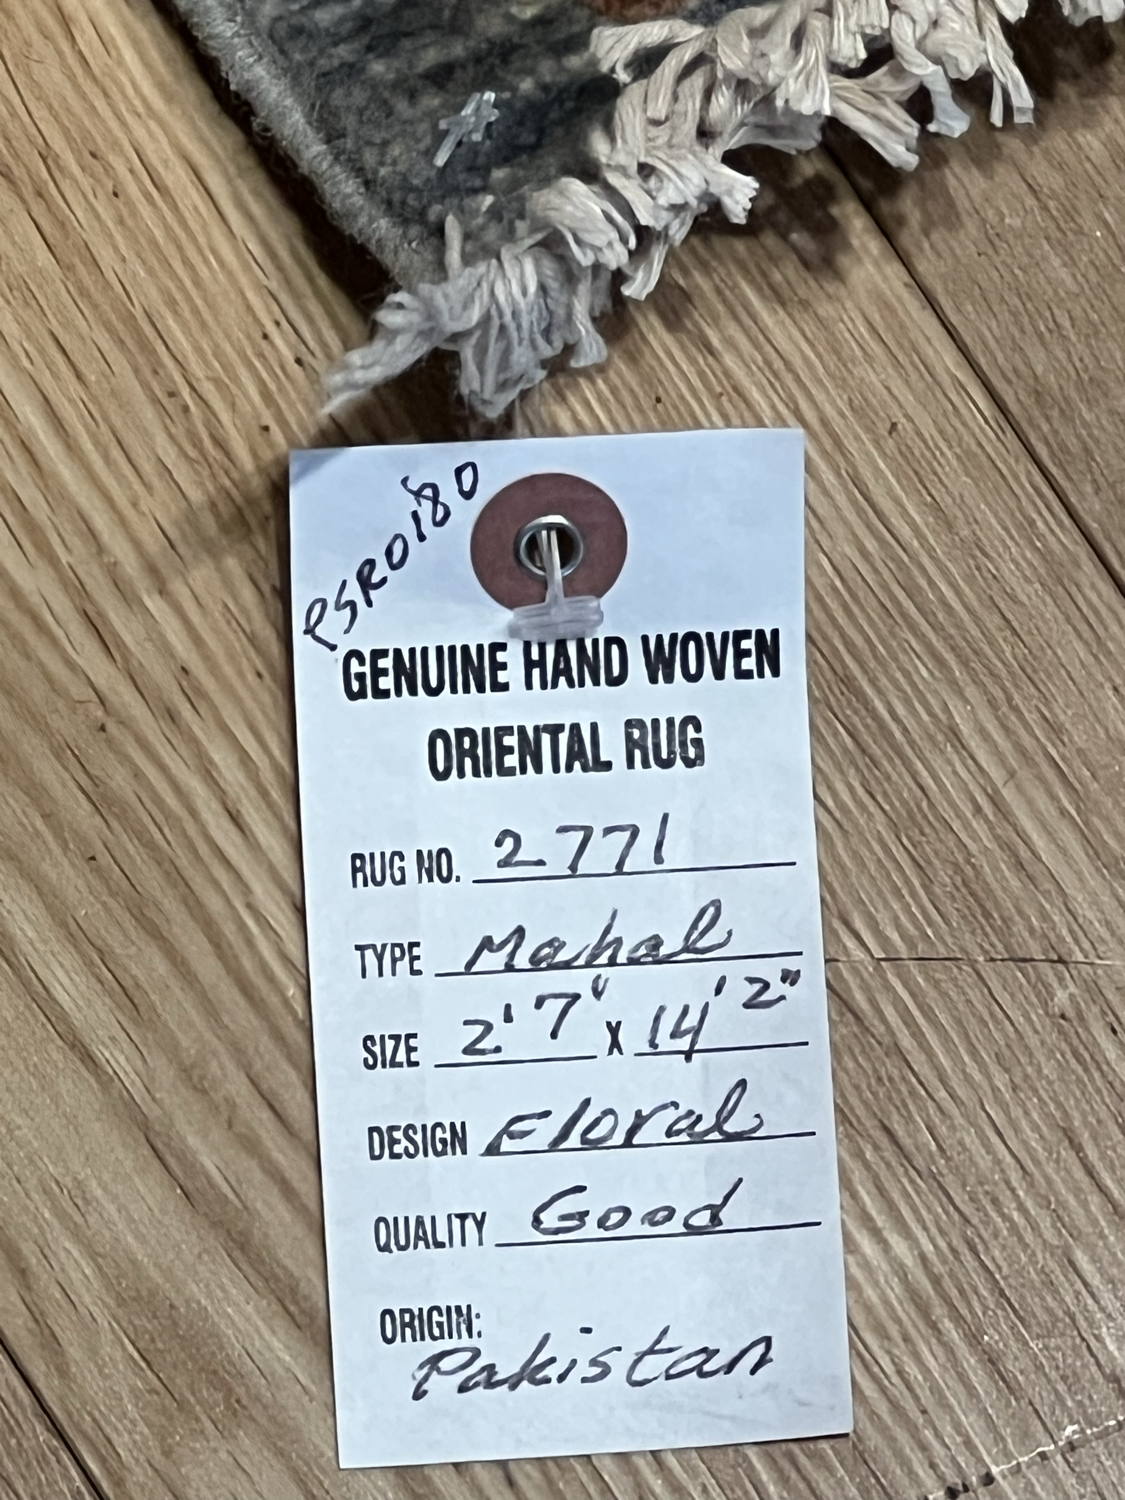 PSR0180
GENUINE HAND WOVEN
ORIENTAL RUG
RUG NO. 2771
TYPE Mahal
SIZE 2' 7" X 14' 2"
DESIGN Floral
QUALITY Good
ORIGIN:
Pakistan